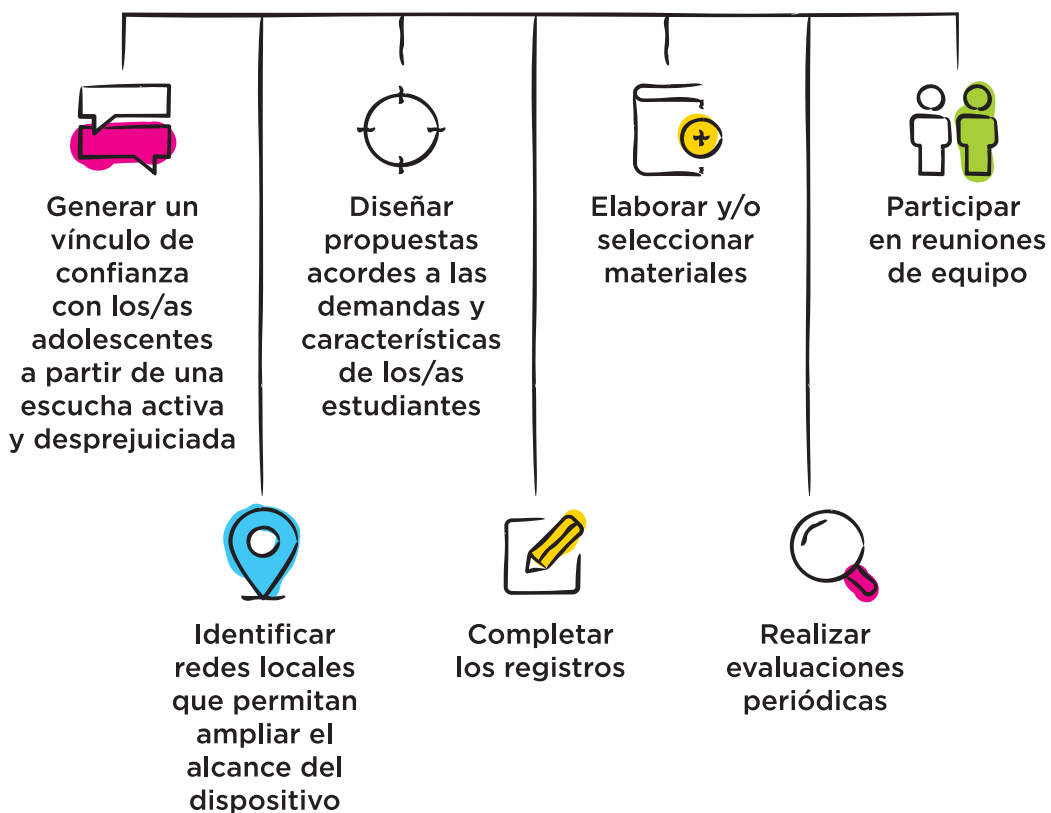 Generar un
vínculo de
confianza
con los/as
adolescentes
a partir de una
escucha activa
y desprejuiciada
Diseñar
propuestas
acordes a las
demandas y
características
de los/as
estudiantes
Elaborar y/o
seleccionar
materiales
Participar
en reuniones
de equipo
Identificar
redes locales
que permitan
ampliar el
alcance del
dispositivo
Completar
los registros
Realizar
evaluaciones
periódicas